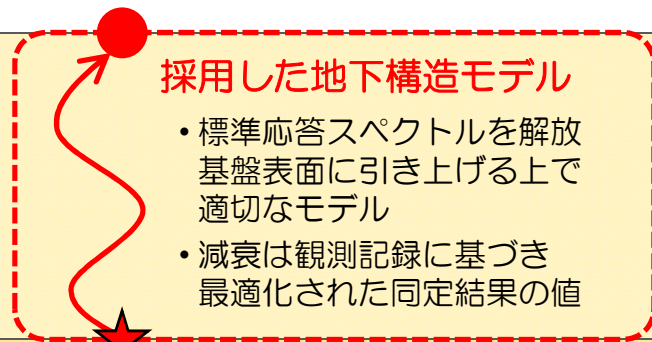 採用した地下構造モデル
•標準応答スペクトルを解放
基盤表面に引き上げる上で
適切なモデル
•減衰は観測記録に基づき
最適化された同定結果の値